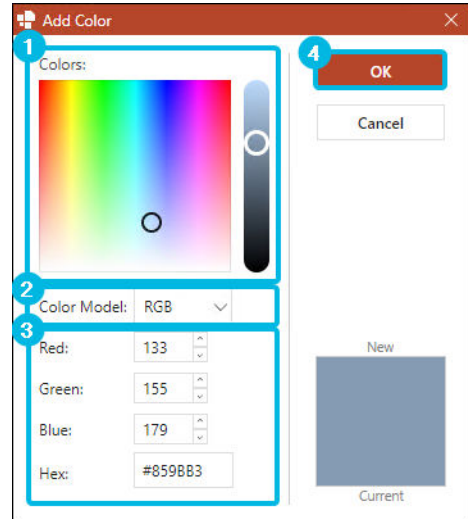 Add Color
1
Colors:
4
OK
Cancel
2
Color Model: RGB
3
Red: 133
Green: 155
Blue: 179
Hex: #859BB3
New
Current